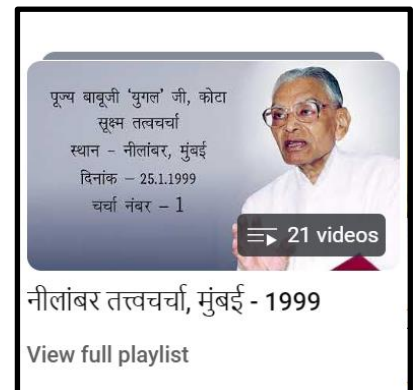 पूज्य बाबूजी 'युगल' जी, कोटा
सूक्ष्म तत्वचर्चा
स्थान - नीलांबर, मुंबई
दिनांक – 25.1.1999
चर्चा नंबर – 1
21 videos
नीलांबर तत्त्वचर्चा, मुंबई - 1999
View full playlist